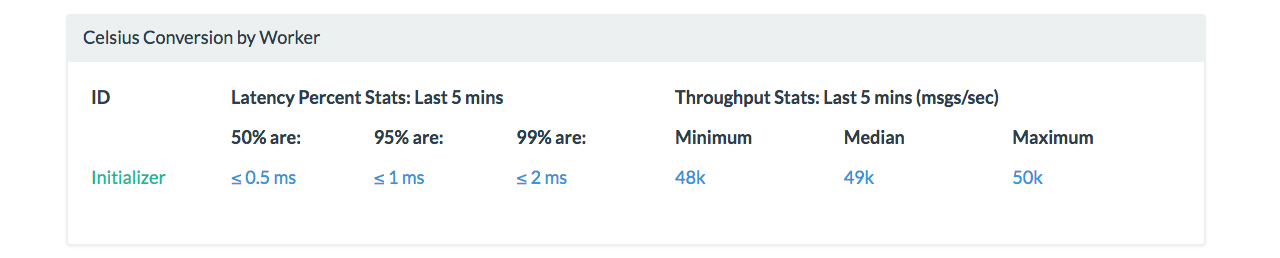 Celsius Conversion by Worker
ID Latency Percent Stats: Last 5 mins Throughput Stats: Last 5 mins (msgs/sec)
50% are: 95% are: 99% are: Minimum Median Maximum
Initializer ≤ 0.5 ms ≤ 1 ms ≤ 2 ms 48k 49k 50k